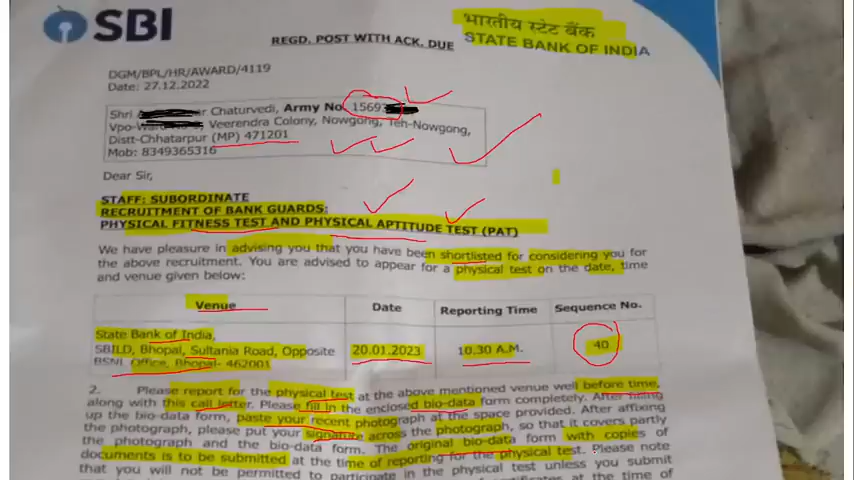 SBI
भारतीय स्टेट बैंक
STATE BANK OF INDIA
REGD. POST WITH ACK. DUE
DGM/BPL/HR/AWARD/4119
Date: 27.12.2022
Shri Chaturvedi, Army No 1569
Vpo- Veerendra Colony, Nowgong, Teh-Nowgong,
Distt-Chhatarpur (MP) 471201
Mob: 8349365316
Dear Sir,
STAFF: SUBORDINATE
RECRUITMENT OF BANK GUARDS:
PHYSICAL FITNESS TEST AND PHYSICAL APTITUDE TEST (PAT)
We have pleasure in advising you that you have been shortlisted for considering you for
the above recruitment. You are advised to appear for a physical test on the date, time
and venue given below:
Venue Date Reporting Time Sequence No.
State Bank of India,
SBILD, Bhopal, Sultania Road, Opposite 20.01.2023 10.30 A.M. 40
BSNL Office, Bhopal- 462001
2. Please report for the physical test at the above mentioned venue well before time,
along with this call letter. Please fill in the enclosed bio-data form completely. After filling
up the bio-data form, paste your recent photograph at the space provided. After affixing
the photograph, please put your signature across the photograph, so that it covers partly
the photograph and the bio-data form. The original bio-data form with copies of
documents is to be submitted at the time of reporting for the physical test. Please note
that you will not be permitted to participate in the physical test unless you submit
at the time of